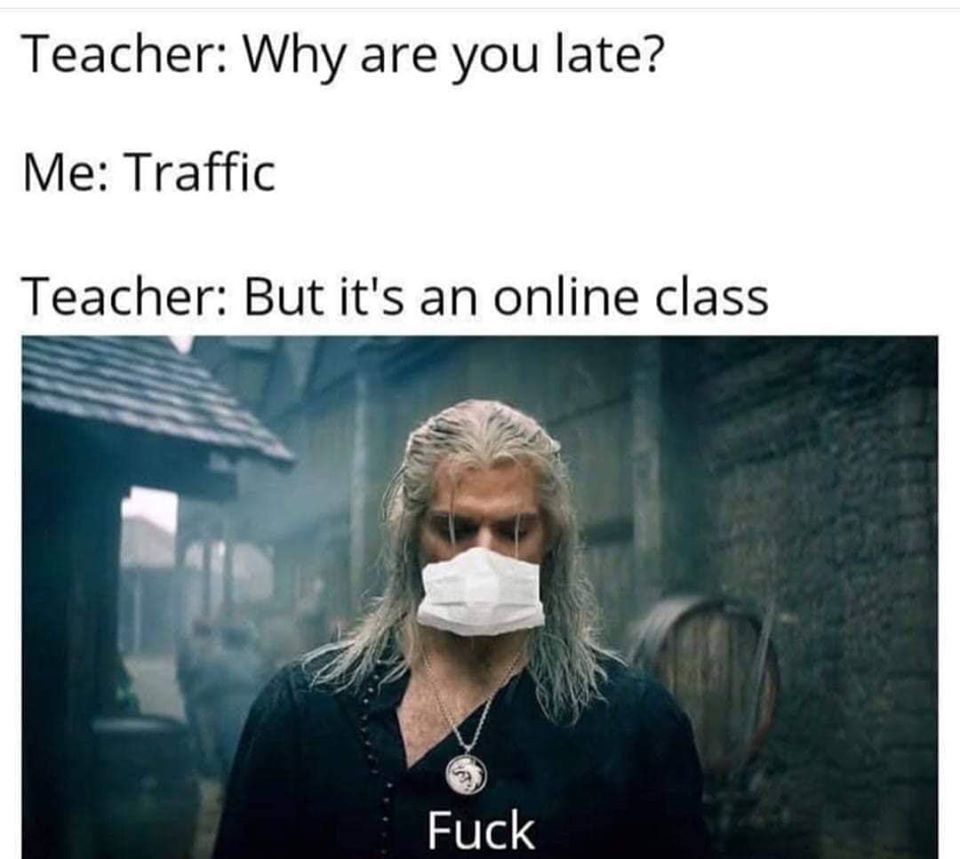 Teacher: Why are you late?
Me: Traffic
Teacher: But it's an online class
Fuck